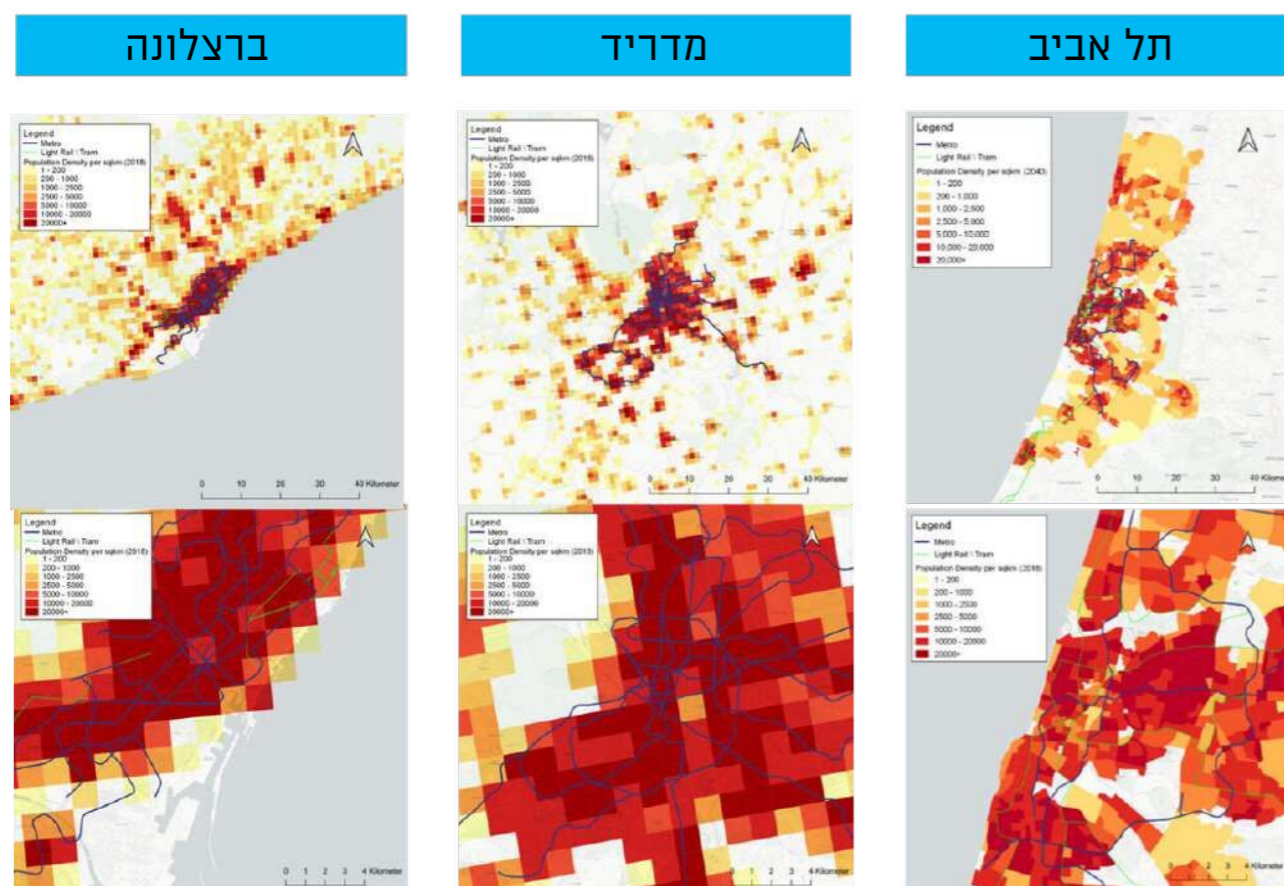 ברצלונה
מדריד
תל אביב
Legend
Metro
Light Rail \ Tram
Population Density per sqkm (2018)
1 - 200
200 - 1000
1000 - 2500
2500 - 5000
5000 - 10000
10000 - 20000
20000+
0 10 20 30 40 Kilometer
Legend
Metro
Light Rail \ Tram
Population Density per sqkm (2018)
1 - 200
200 - 1000
1000 - 2500
2500 - 5000
5000 - 10000
10000 - 20000
20000+
0 10 20 30 40 Kilometer
Legend
Metro
Light Rail \ Tram
Population Density per sqkm (2040)
1 - 200
200 - 1,000
1,000 - 2,500
2,500 - 5,000
5,000 - 10,000
10,000 - 20,000
20,000+
0 10 20 30 40 Kilometer
Legend
Metro
Light Rail \ Tram
Population Density per sqkm (2018)
1 - 200
200 - 1000
1000 - 2500
2500 - 5000
5000 - 10000
10000 - 20000
20000+
0 1 2 3 4 Kilometer
Legend
Metro
Light Rail \ Tram
Population Density per sqkm (2018)
1 - 200
200 - 1000
1000 - 2500
2500 - 5000
5000 - 10000
10000 - 20000
20000+
0 1 2 3 4 Kilometer
Legend
Metro
Light Rail \ Tram
Population Density per sqkm (2018)
1 - 200
200 - 1000
1000 - 2500
2500 - 5000
5000 - 10000
10000 - 20000
20000+
0 1 2 3 4 Kilometer